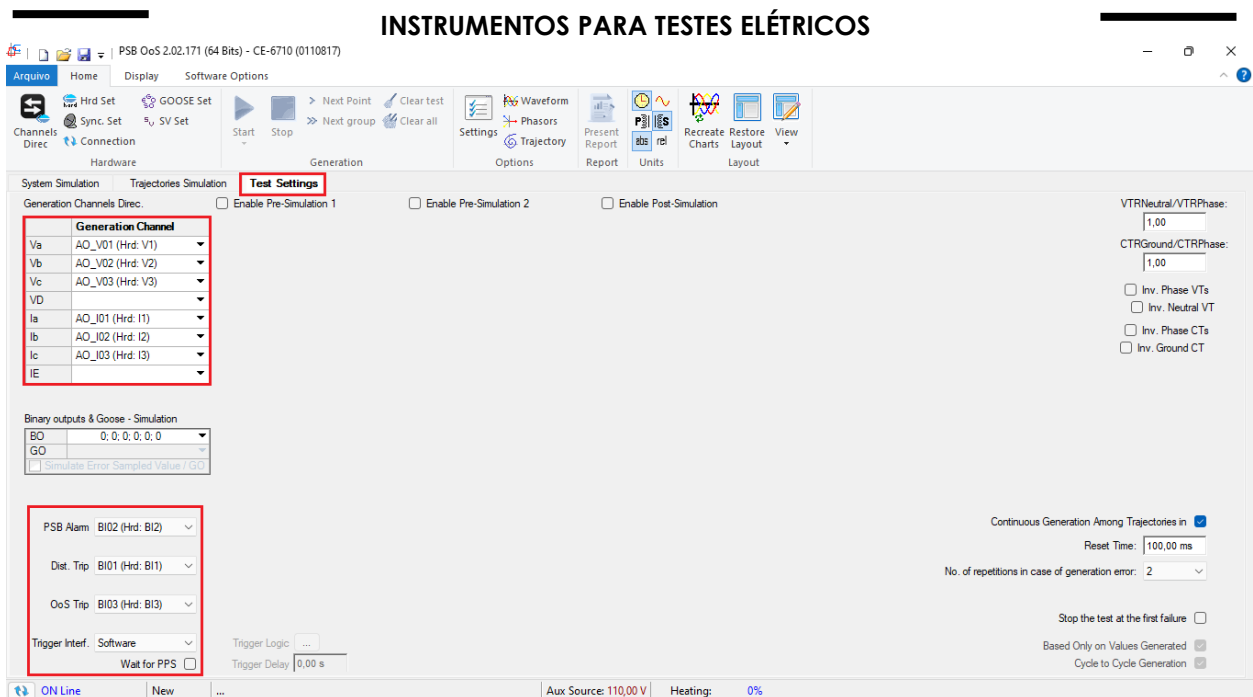 INSTRUMENTOS PARA TESTES ELÉTRICOS
PSB OoS 2.02.171 (64 Bits) - CE-6710 (0110817)
Arquivo Home Display Software Options
Channels Direc
Hrd Set
Sync. Set
Connection
GOOSE Set
SV Set
Hardware
Start
Stop
Next Point
Next group
Clear test
Clear all
Generation
Settings
Waveform
Phasors
Trajectory
Options
Present Report
Report
abs rel
Units
Recreate Charts
Restore Layout
View
Layout
System Simulation Trajectories Simulation Test Settings
Generation Channels Direc.
Enable Pre-Simulation 1
Enable Pre-Simulation 2
Enable Post-Simulation
Generation Channel
Va AO_V01 (Hrd: V1)
Vb AO_V02 (Hrd: V2)
Vc AO_V03 (Hrd: V3)
VD
Ia AO_I01 (Hrd: I1)
Ib AO_I02 (Hrd: I2)
Ic AO_I03 (Hrd: I3)
IE
VTRNeutral/VTRPhase:
1,00
CTRGround/CTRPhase:
1,00
Inv. Phase VTs
Inv. Neutral VT
Inv. Phase CTs
Inv. Ground CT
Binary outputs & Goose - Simulation
BO 0; 0; 0; 0; 0; 0
GO
Simulate Error Sampled Value / GO
PSB Alarm BI02 (Hrd: BI2)
Dist. Trip BI01 (Hrd: BI1)
OoS Trip BI03 (Hrd: BI3)
Trigger Interf. Software
Wait for PPS
Trigger Logic ...
Trigger Delay 0,00 s
Continuous Generation Among Trajectories in
Reset Time: 100,00 ms
No. of repetitions in case of generation error: 2
Stop the test at the first failure
Based Only on Values Generated
Cycle to Cycle Generation
ON Line New ... Aux Source: 110,00 V Heating: 0%